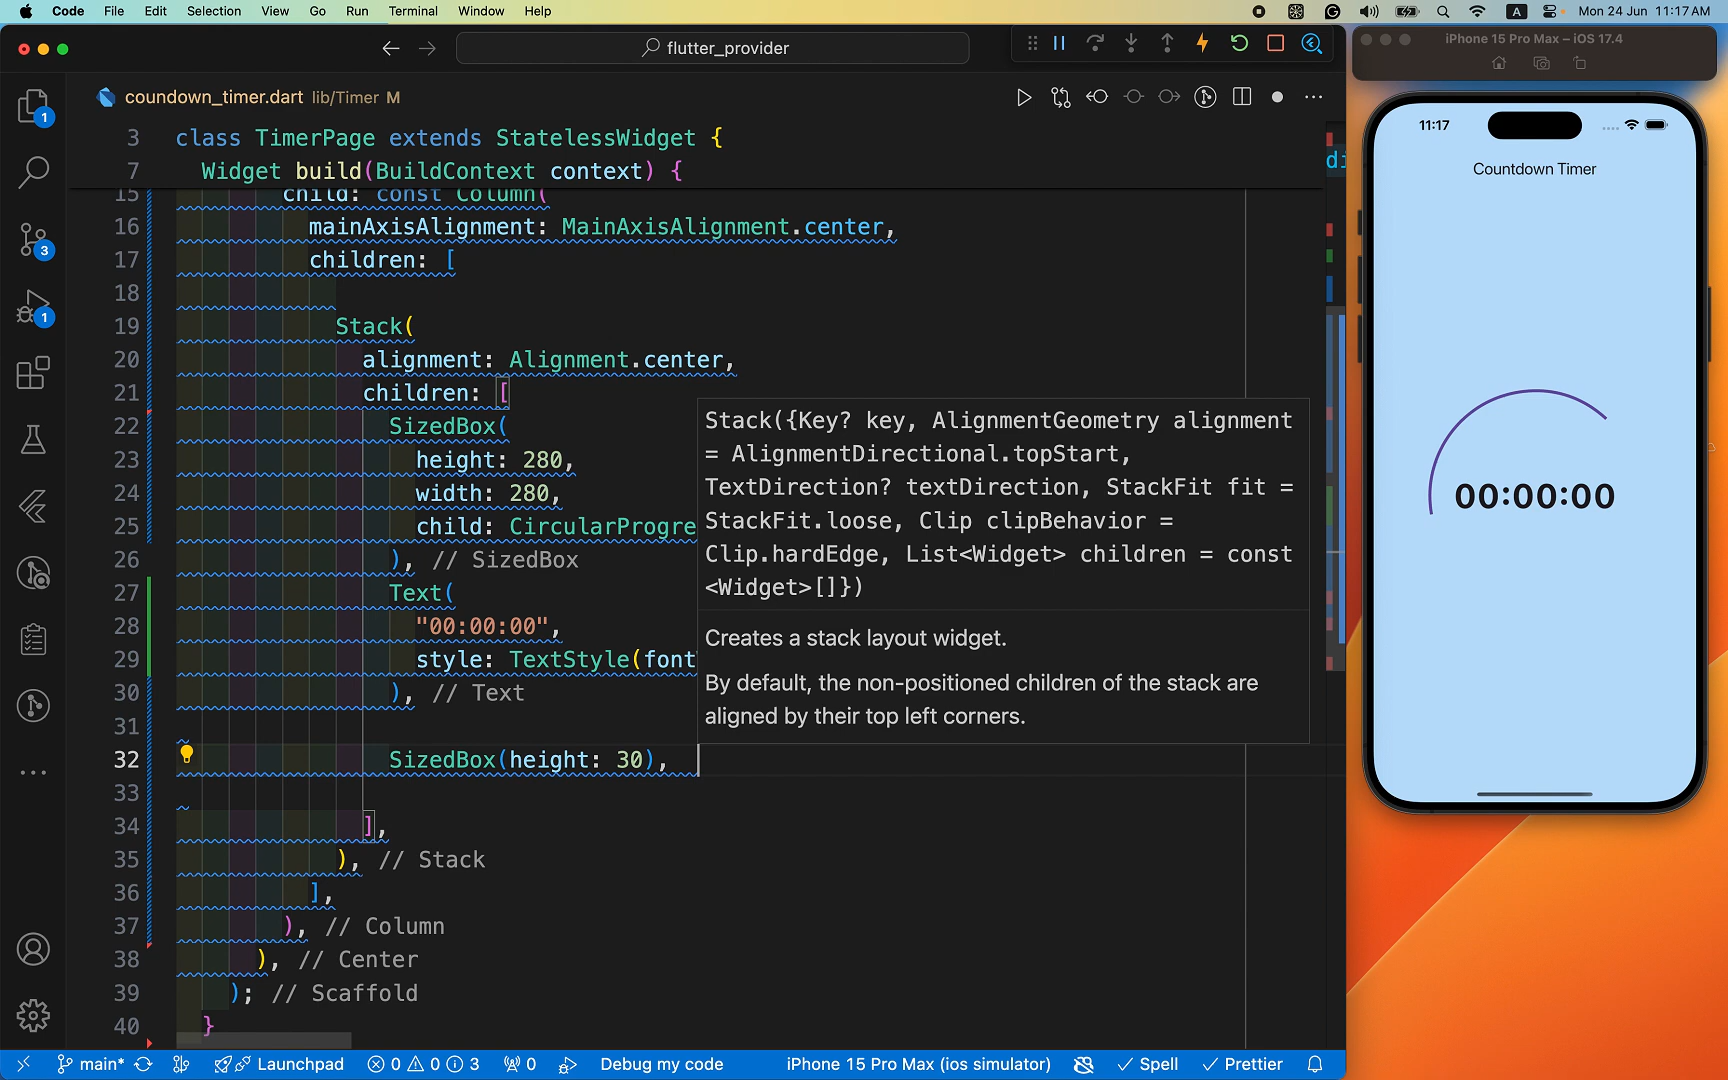 Code File Edit Selection View Go Run Terminal Window Help
A Mon 24 Jun 11:17 AM
flutter_provider
iPhone 15 Pro Max – iOS 17.4
coundown_timer.dart lib/Timer M
1
3
1
3 class TimerPage extends StatelessWidget {
7 Widget build(BuildContext context) {
15 child: const Column(
16 mainAxisAlignment: MainAxisAlignment.center,
17 children: [
18
19 Stack(
20 alignment: Alignment.center,
21 children: [
22 SizedBox(
23 height: 280,
24 width: 280,
25 child: CircularProgre
26 ), // SizedBox
27 Text(
28 "00:00:00",
29 style: TextStyle(font
30 ), // Text
31
32 SizedBox(height: 30),
33
34 ],
35 ), // Stack
36 ],
37 ), // Column
38 ), // Center
39 ); // Scaffold
40 }
Stack({Key? key, AlignmentGeometry alignment
= AlignmentDirectional.topStart,
TextDirection? textDirection, StackFit fit =
StackFit.loose, Clip clipBehavior =
Clip.hardEdge, List<Widget> children = const
<Widget>[]})
Creates a stack layout widget.
By default, the non-positioned children of the stack are
aligned by their top left corners.
di
11:17
Countdown Timer
00:00:00
main* Launchpad 0 0 3 0 Debug my code iPhone 15 Pro Max (ios simulator) Spell Prettier